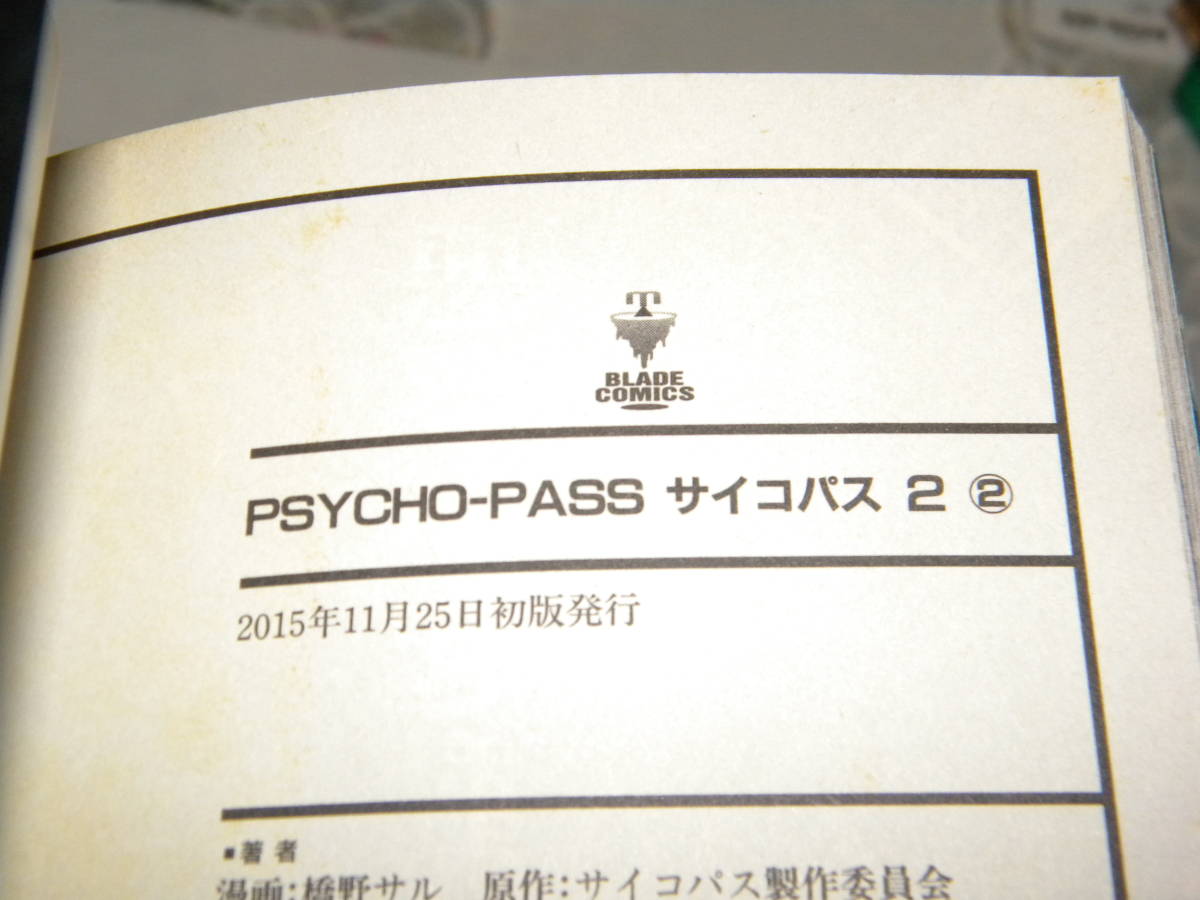 BLADE
COMICS
PSYCHO-PASS サイコパス 2 ②
2015年11月25日初版発行
■著者
漫画:橋野サル 原作:サイコパス製作委員会